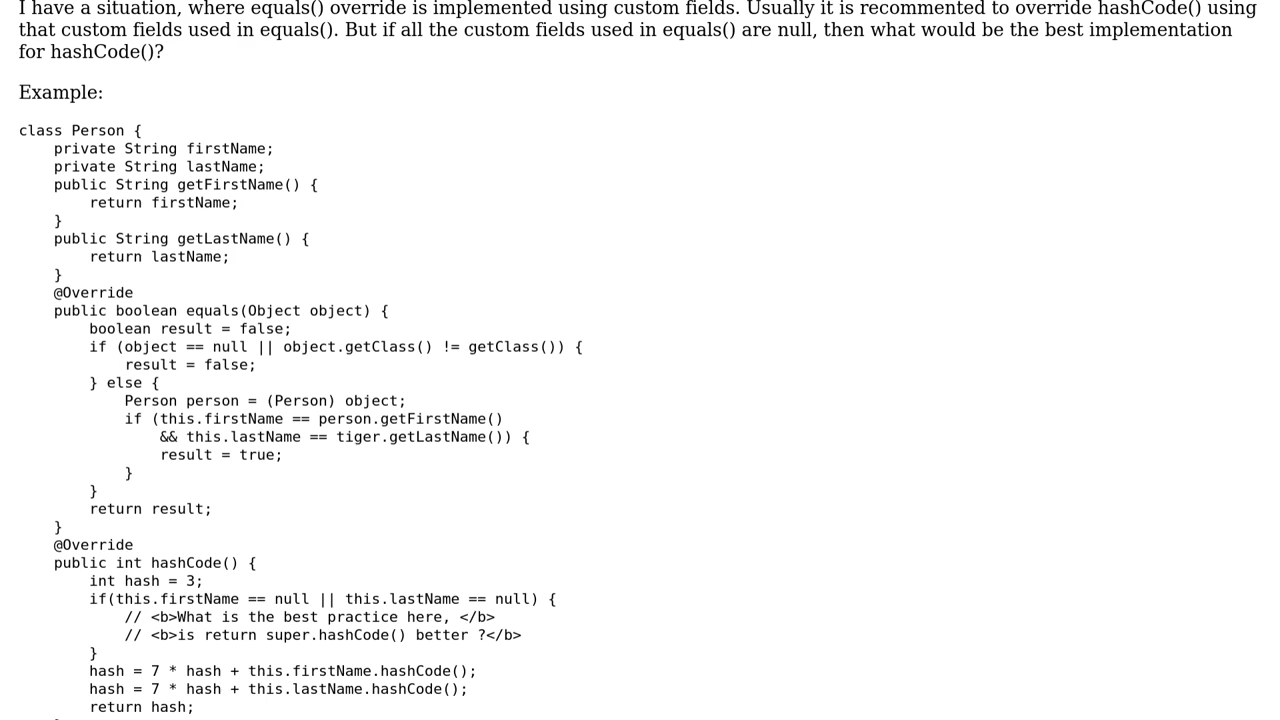 I have a situation, where equals() override is implemented using custom fields. Usually it is recommented to override hashCode() using
that custom fields used in equals(). But if all the custom fields used in equals() are null, then what would be the best implementation
for hashCode()?
Example:
class Person {
    private String firstName;
    private String lastName;
    public String getFirstName() {
        return firstName;
    }
    public String getLastName() {
        return lastName;
    }
    @Override
    public boolean equals(Object object) {
        boolean result = false;
        if (object == null || object.getClass() != getClass()) {
            result = false;
        } else {
            Person person = (Person) object;
            if (this.firstName == person.getFirstName()
                && this.lastName == tiger.getLastName()) {
                result = true;
            }
        }
        return result;
    }
    @Override
    public int hashCode() {
        int hash = 3;
        if(this.firstName == null || this.lastName == null) {
            // <b>What is the best practice here, </b>
            // <b>is return super.hashCode() better ?</b>
        }
        hash = 7 * hash + this.firstName.hashCode();
        hash = 7 * hash + this.lastName.hashCode();
        return hash;